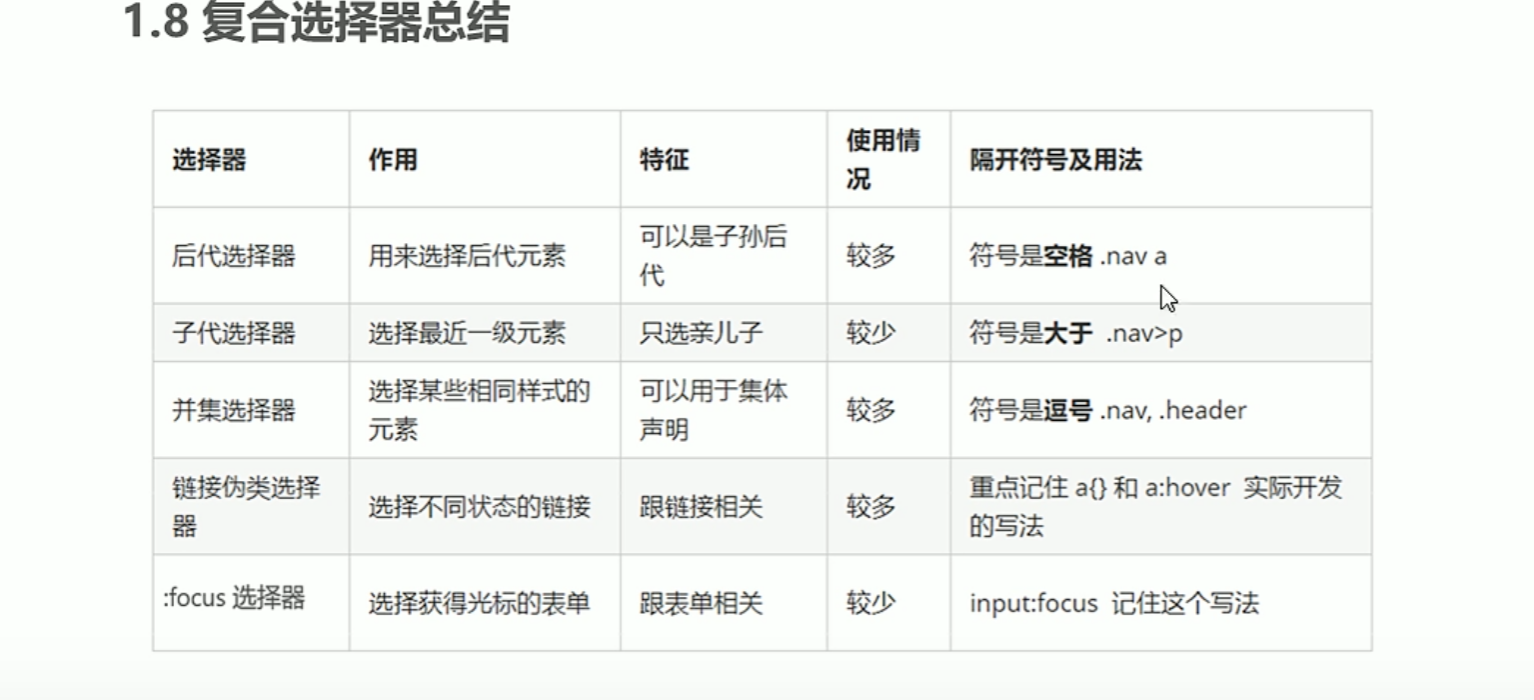 1.8 复合选择器总结
选择器 作用 特征 使用情
况 隔开符号及用法
后代选择器 用来选择后代元素 可以是子孙后
代 较多 符号是空格 .nav a
子代选择器 选择最近一级元素 只选亲儿子 较少 符号是大于 .nav>p
并集选择器 选择某些相同样式的
元素 可以用于集体
声明 较多 符号是逗号 .nav, .header
链接伪类选择
器 选择不同状态的链接 跟链接相关 较多 重点记住 a{} 和 a:hover 实际开发
的写法
:focus 选择器 选择获得光标的表单 跟表单相关 较少 input:focus 记住这个写法